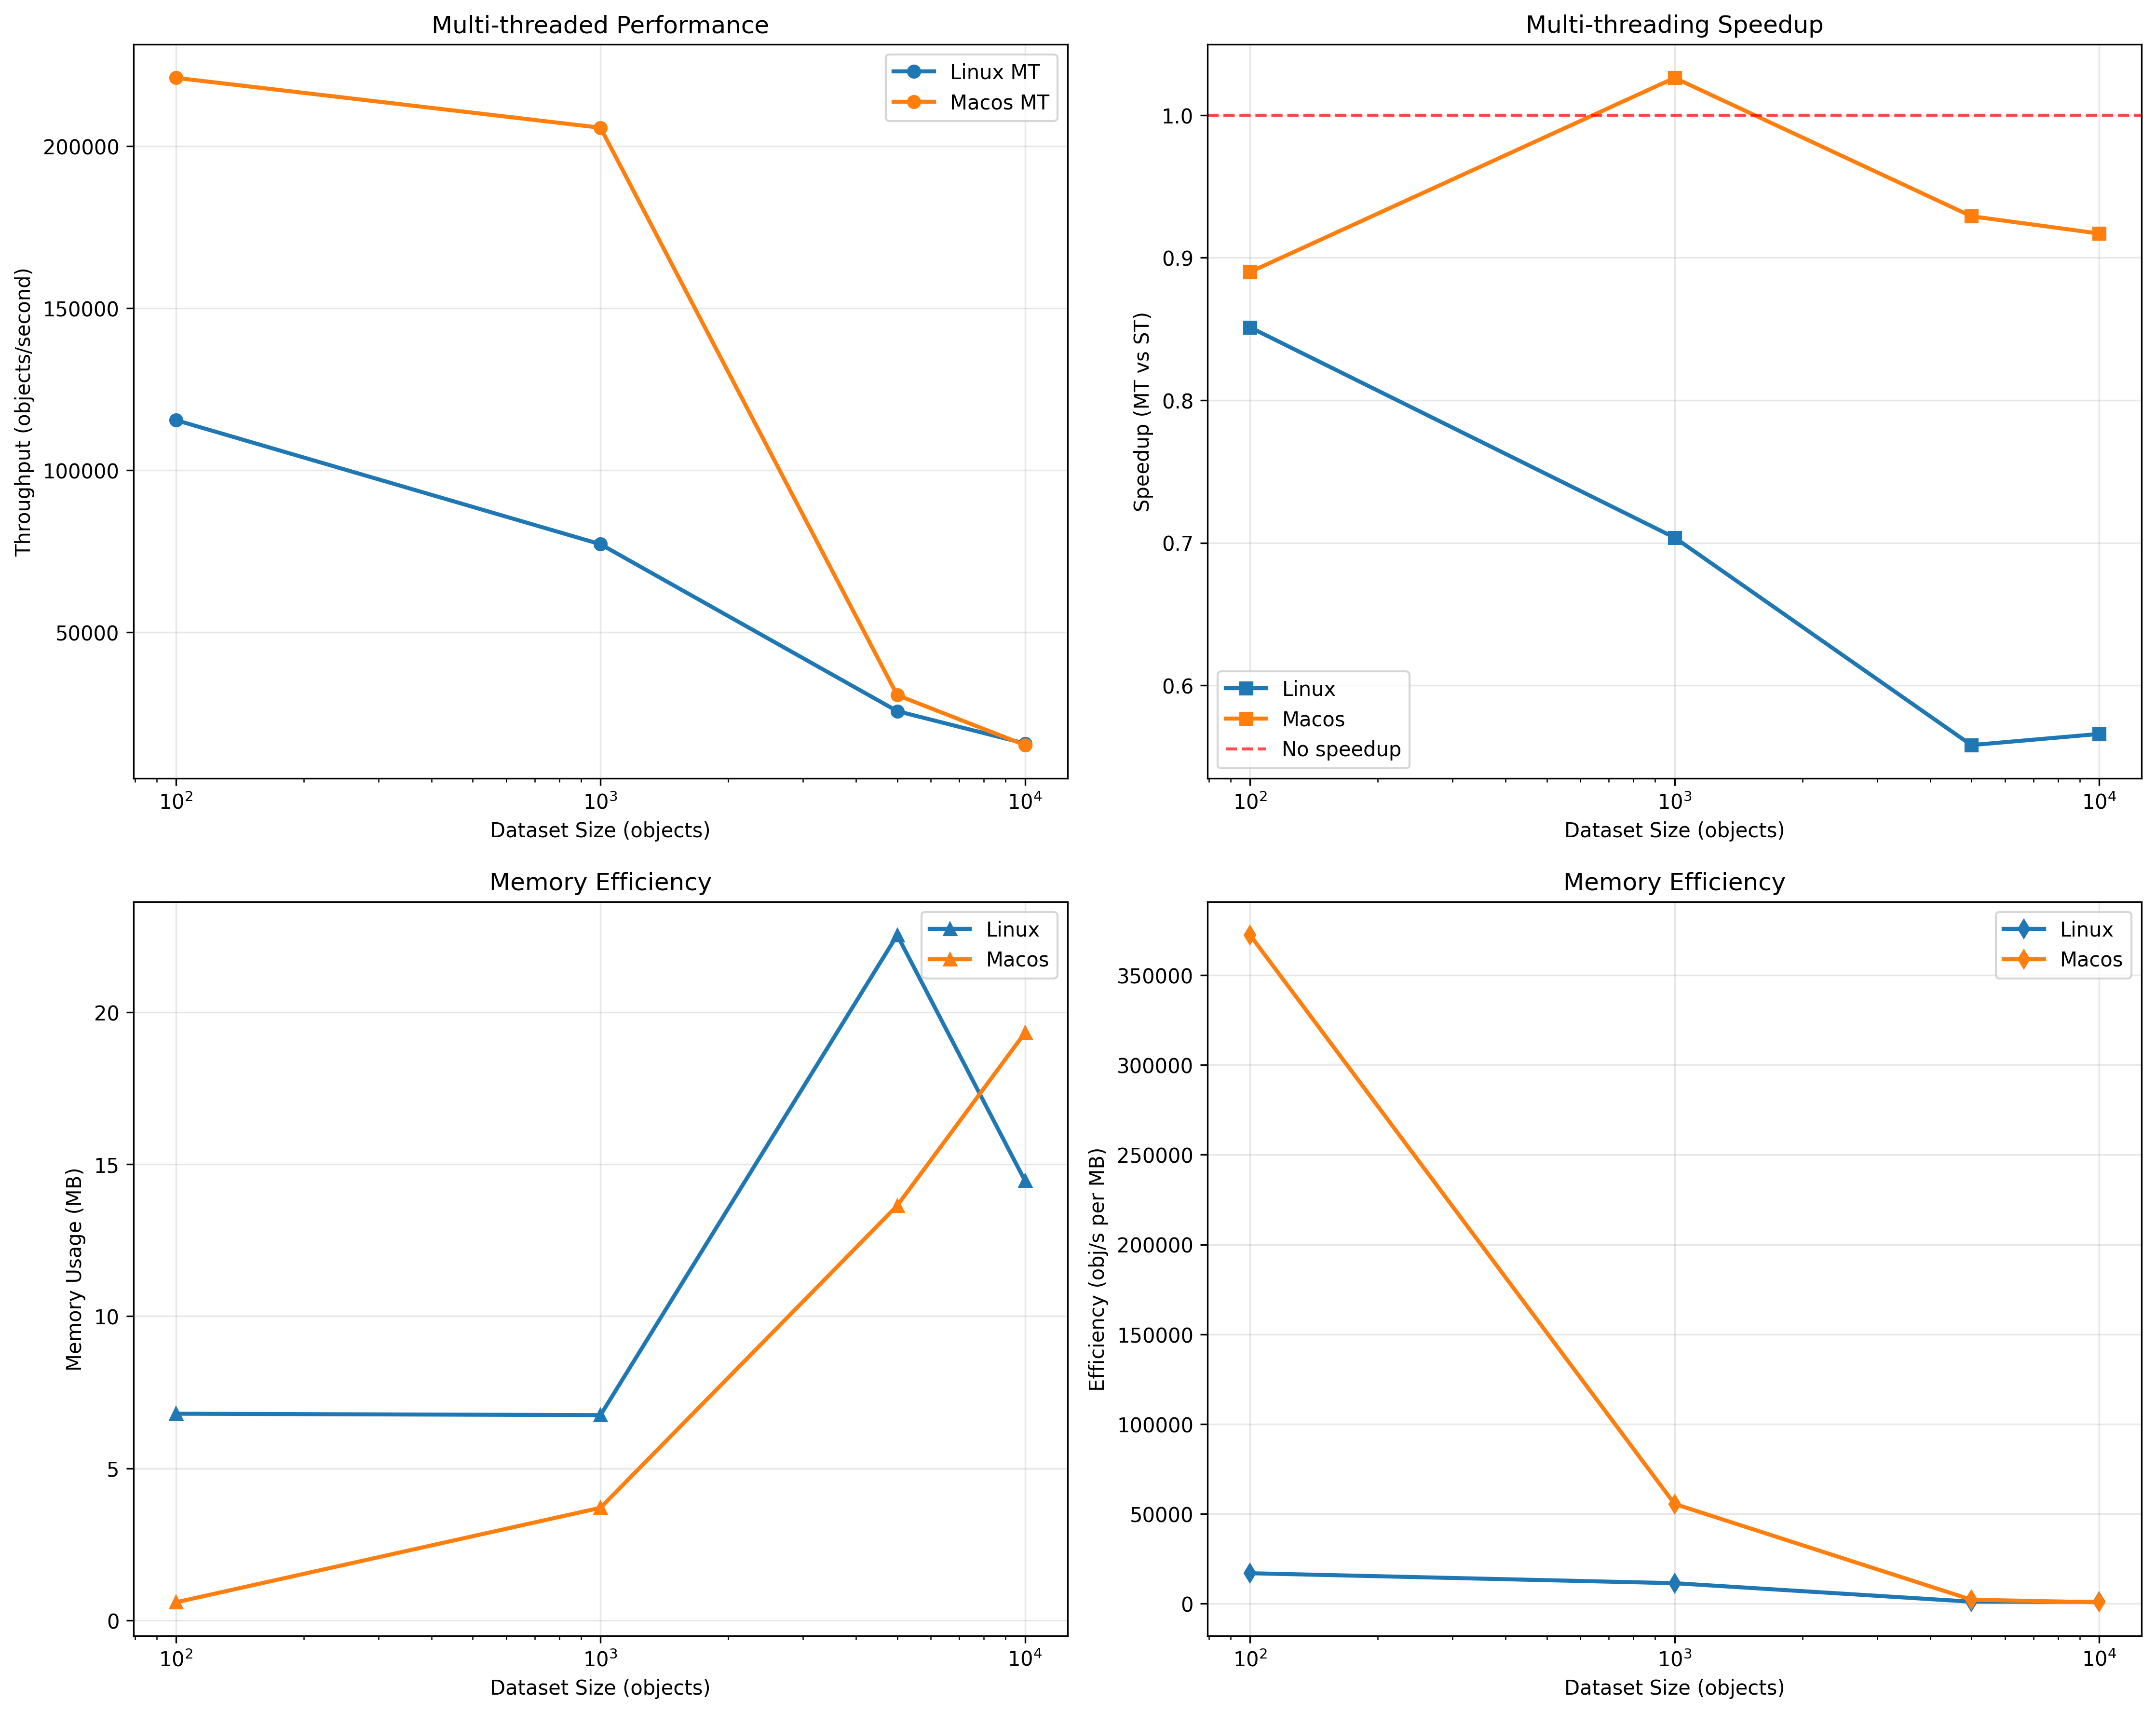 Multi-threaded Performance
Throughput (objects/second)
200000
150000
100000
50000
Linux MT
Macos MT
10²
10³
10⁴
Dataset Size (objects)
Multi-threading Speedup
Speedup (MT vs ST)
1.0
0.9
0.8
0.7
0.6
Linux
Macos
No speedup
10²
10³
10⁴
Dataset Size (objects)
Memory Efficiency
Memory Usage (MB)
20
15
10
5
0
Linux
Macos
10²
10³
10⁴
Dataset Size (objects)
Memory Efficiency
Efficiency (obj/s per MB)
350000
300000
250000
200000
150000
100000
50000
0
Linux
Macos
10²
10³
10⁴
Dataset Size (objects)